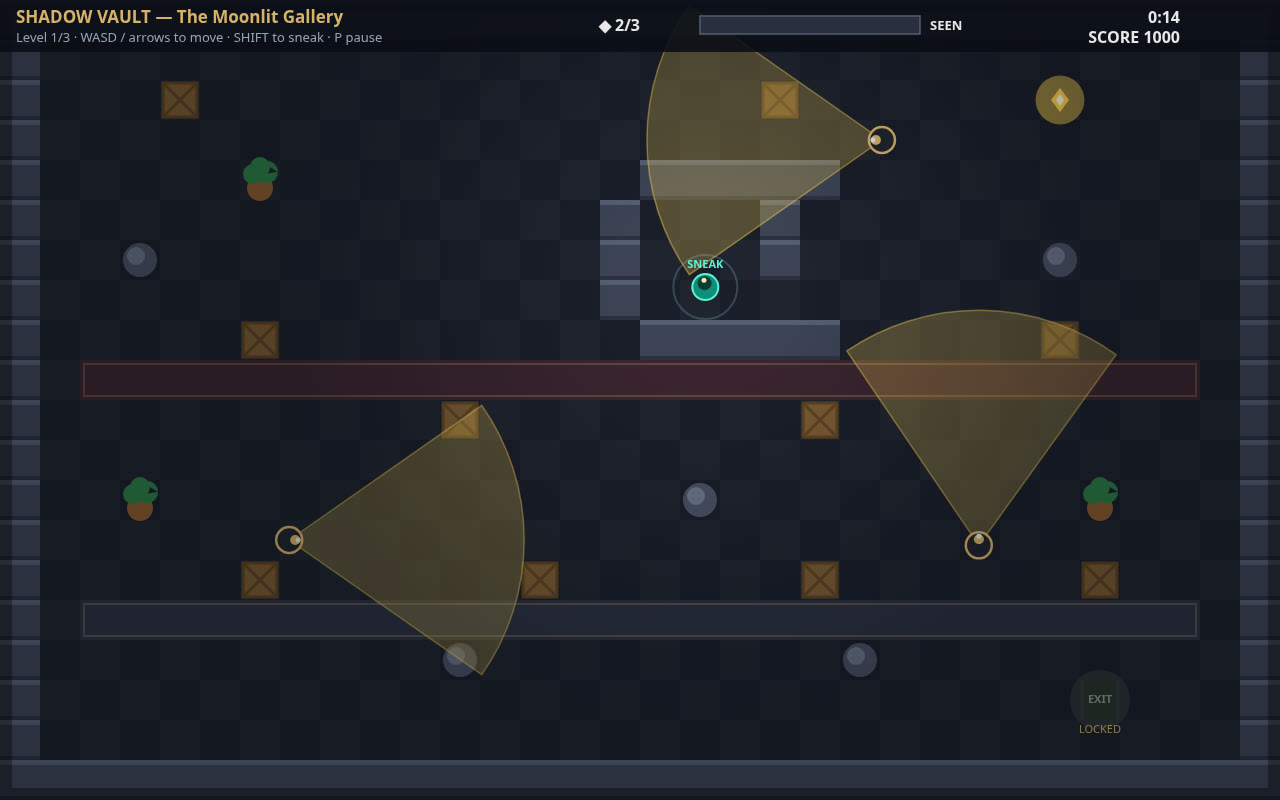 SHADOW VAULT — The Moonlit Gallery
Level 1/3 · WASD / arrows to move · SHIFT to sneak · P pause
◆ 2/3
SEEN
0:14
SCORE 1000
SNEAK
EXIT
LOCKED